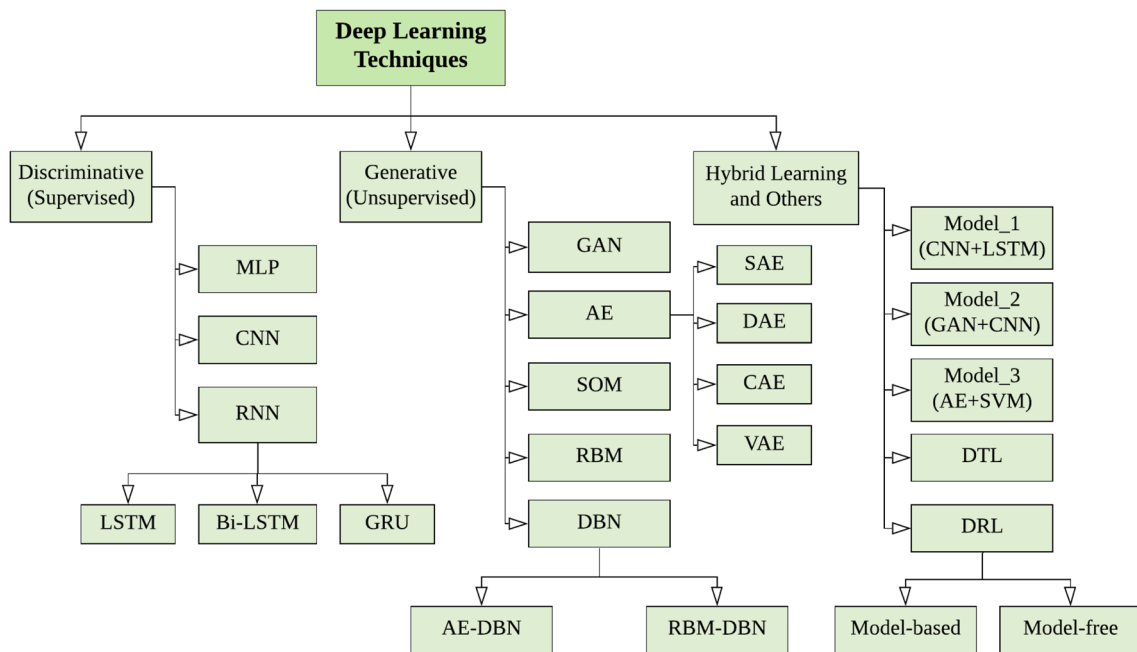 Deep Learning
Techniques
Discriminative
(Supervised)
Generative
(Unsupervised)
Hybrid Learning
and Others
MLP
CNN
RNN
LSTM
Bi-LSTM
GRU
GAN
AE
SOM
RBM
DBN
SAE
DAE
CAE
VAE
AE-DBN
RBM-DBN
Model_1
(CNN+LSTM)
Model_2
(GAN+CNN)
Model_3
(AE+SVM)
DTL
DRL
Model-based
Model-free